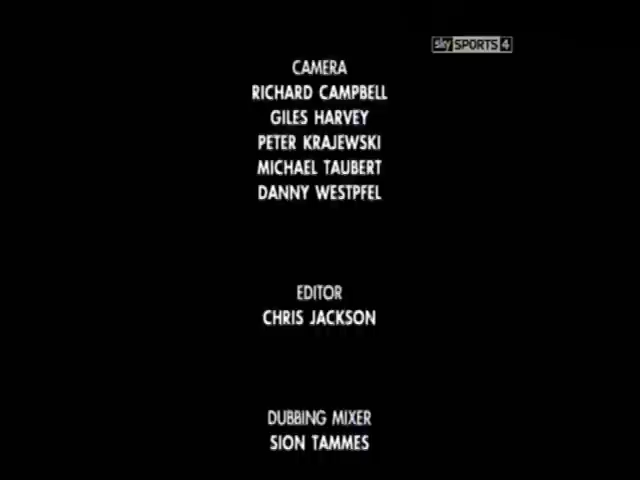 sky SPORTS 4
CAMERA
RICHARD CAMPBELL
GILES HARVEY
PETER KRAJEWSKI
MICHAEL TAUBERT
DANNY WESTPFEL
EDITOR
CHRIS JACKSON
DUBBING MIXER
SION TAMMES